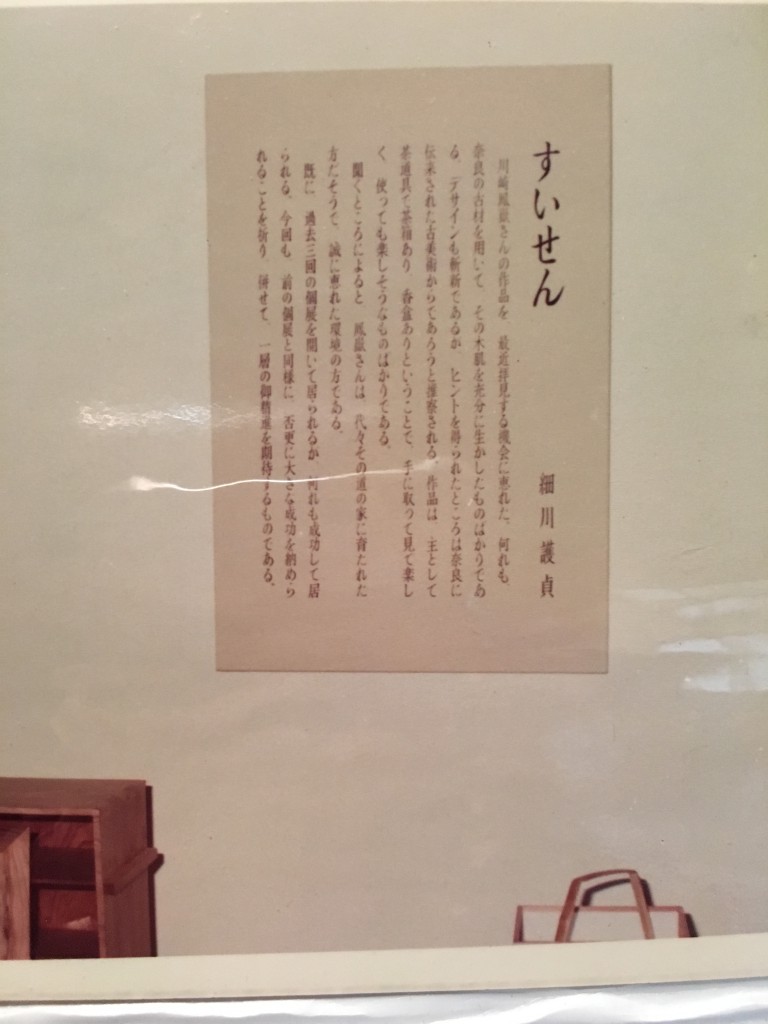 すいせん
細川護貞
川崎鳳嶽さんの作品を、最近拝見する機会に恵れた。何れも、
奈良の古材を用いて、その木肌を充分に生かしたものばかりであ
る。デザインも斬新であるが、ヒントを得られたところは奈良に
伝来された古美術からであろうと推察される。作品は、主として
茶道具で茶箱あり、香盒ありということで、手に取って見て楽し
く、使っても楽しそうなものばかりである。
聞くところによると、鳳嶽さんは、代々その道の家に育たれた
方だそうで、誠に恵れた環境の方である。
既に、過去三回の個展を開いて居られるが、何れも成功して居
られる。今回も、前の個展と同様に、否更に大きな成功を納めら
れることを祈り、併せて、一層の御精進を期待するものである。